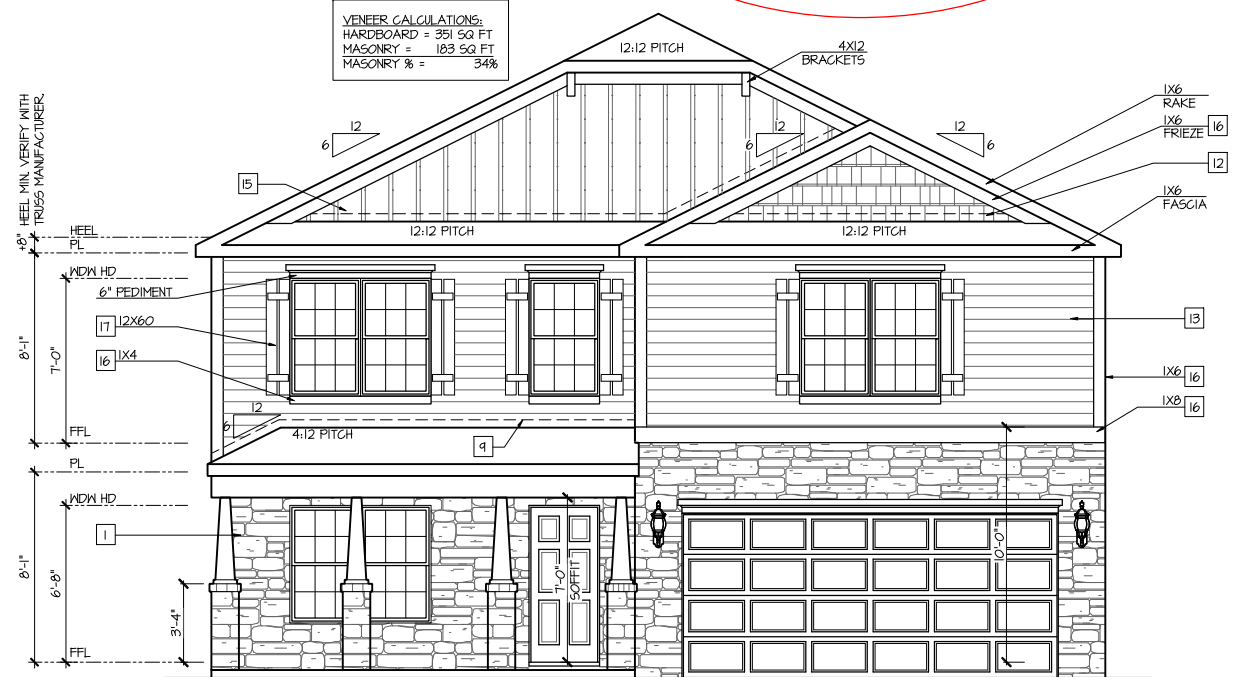 VENEER CALCULATIONS:
HARDBOARD = 351 SQ FT
MASONRY = 183 SQ FT
MASONRY % = 34%
12:12 PITCH
4X12
BRACKETS
+8" HEEL MIN. VERIFY WITH
TRUSS MANUFACTURER.
12
6
12
6
12
6
1X6
RAKE
1X6
FRIEZE 16
12
1X6
FASCIA
15
HEEL
PL
12:12 PITCH
12:12 PITCH
WDW HD
6" PEDIMENT
17 12X60
16 1X4
13
1X6 16
1X8 16
8'-1"
7'-0"
12
6
4:12 PITCH
9
FFL
PL
WDW HD
1
8'-1"
6'-8"
3'-4"
7'-0"
SOFFIT
10'-0"
FFL